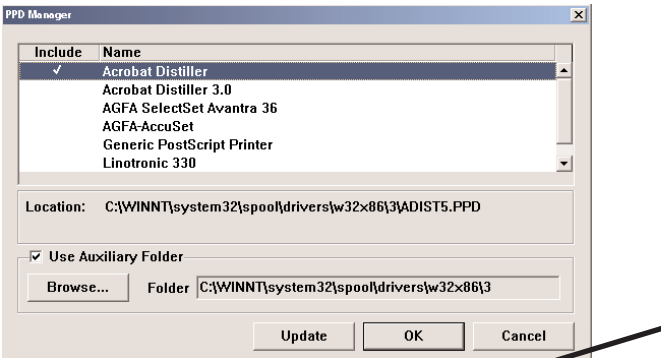 PPD Manager
Include Name
Acrobat Distiller
Acrobat Distiller 3.0
AGFA SelectSet Avantra 36
AGFA-AccuSet
Generic PostScript Printer
Linotronic 330
Location: C:\WINNT\system32\spool\drivers\w32x86\3\ADIST5.PPD
Use Auxiliary Folder
Browse... Folder C:\WINNT\system32\spool\drivers\w32x86\3
Update OK Cancel